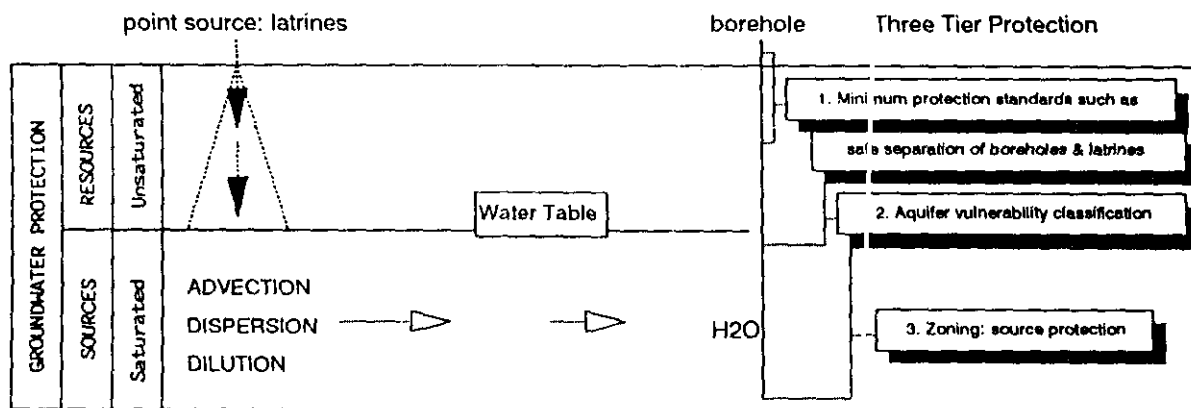 point source: latrines
borehole
Three Tier Protection
GROUNDWATER PROTECTION
RESOURCES
Unsaturated
1. Minimum protection standards such as
safe separation of boreholes & latrines
Water Table
2. Aquifer vulnerability classification
SOURCES
Saturated
ADVECTION
DISPERSION
DILUTION
H2O
3. Zoning: source protection